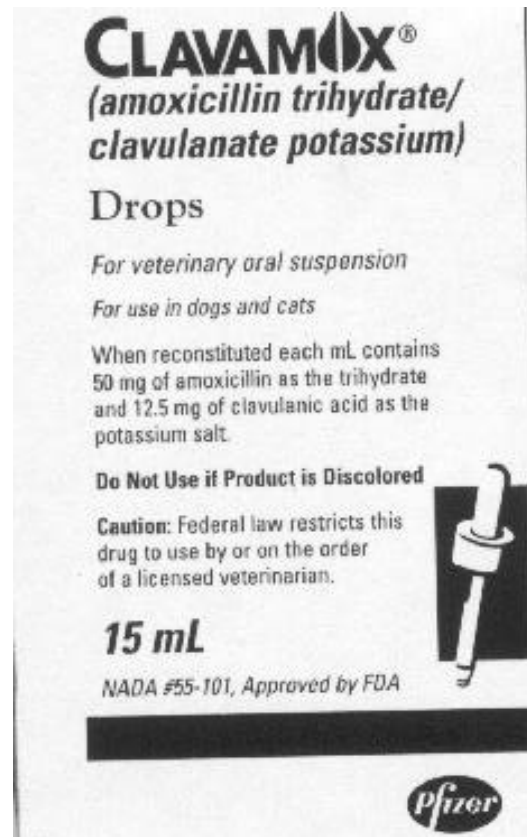 CLAVAMOX®
(amoxicillin trihydrate/
clavulanate potassium)
Drops
For veterinary oral suspension
For use in dogs and cats
When reconstituted each mL contains
50 mg of amoxicillin as the trihydrate
and 12.5 mg of clavulanic acid as the
potassium salt.
Do Not Use if Product is Discolored
Caution: Federal law restricts this
drug to use by or on the order
of a licensed veterinarian.
15 mL
NADA #55-101, Approved by FDA
Pfizer